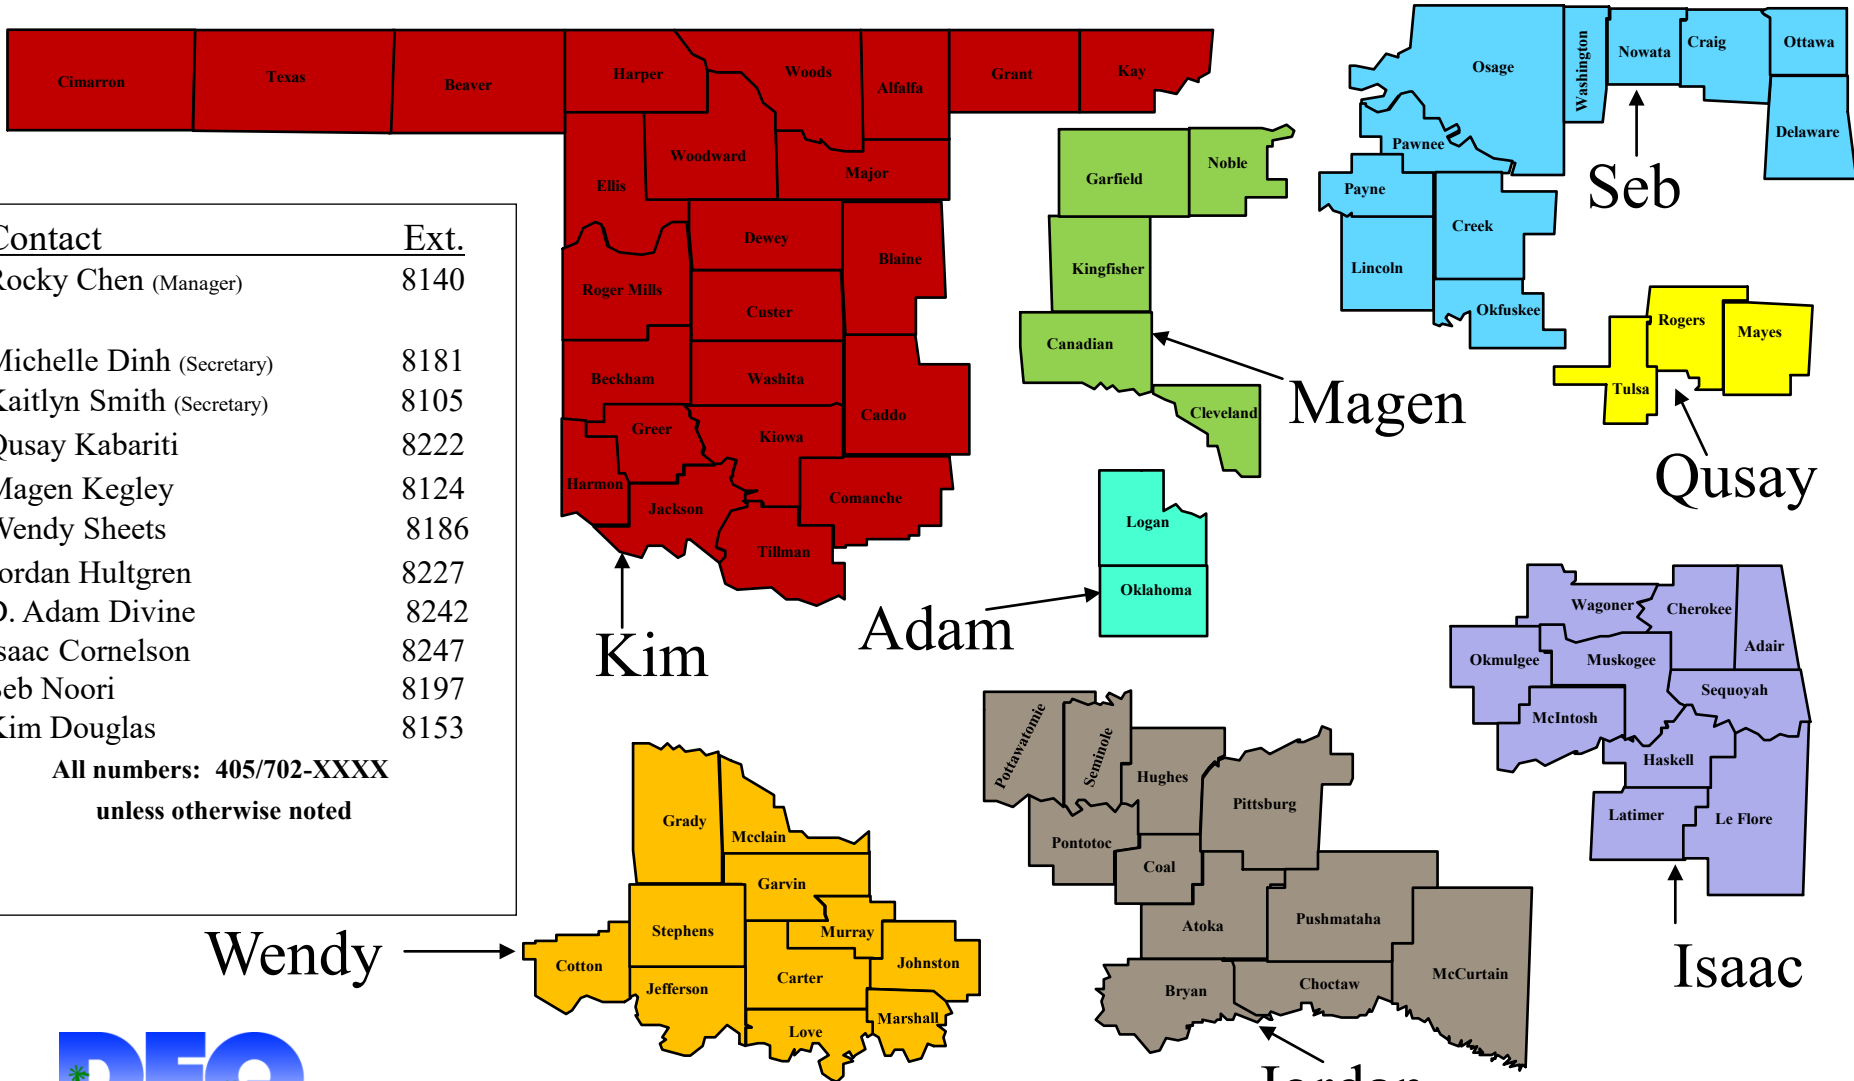 Cimarron
Texas
Beaver
Harper
Woods
Alfalfa
Grant
Kay
Woodward
Ellis
Major
Dewey
Blaine
Roger Mills
Custer
Beckham
Washita
Caddo
Greer
Kiowa
Harmon
Jackson
Comanche
Tillman
Kim
Garfield
Noble
Kingfisher
Canadian
Cleveland
Magen
Osage
Washington
Nowata
Craig
Ottawa
Delaware
Pawnee
Payne
Creek
Lincoln
Okfuskee
Seb
Rogers
Mayes
Tulsa
Qusay
Logan
Oklahoma
Adam
Contact Ext.
Rocky Chen (Manager) 8140
Michelle Dinh (Secretary) 8181
Kaitlyn Smith (Secretary) 8105
Qusay Kabariti 8222
Magen Kegley 8124
Wendy Sheets 8186
Jordan Hultgren 8227
D. Adam Divine 8242
Isaac Cornelson 8247
Seb Noori 8197
Kim Douglas 8153
All numbers: 405/702-XXXX
unless otherwise noted
Wagoner
Cherokee
Adair
Okmulgee
Muskogee
Sequoyah
McIntosh
Haskell
Latimer
Le Flore
Isaac
Grady
Mcclain
Garvin
Stephens
Murray
Cotton
Carter
Johnston
Jefferson
Love
Marshall
Wendy
Pottawatomie
Seminole
Hughes
Pittsburg
Pontotoc
Coal
Atoka
Pushmataha
McCurtain
Bryan
Choctaw
Jordan
DEQ